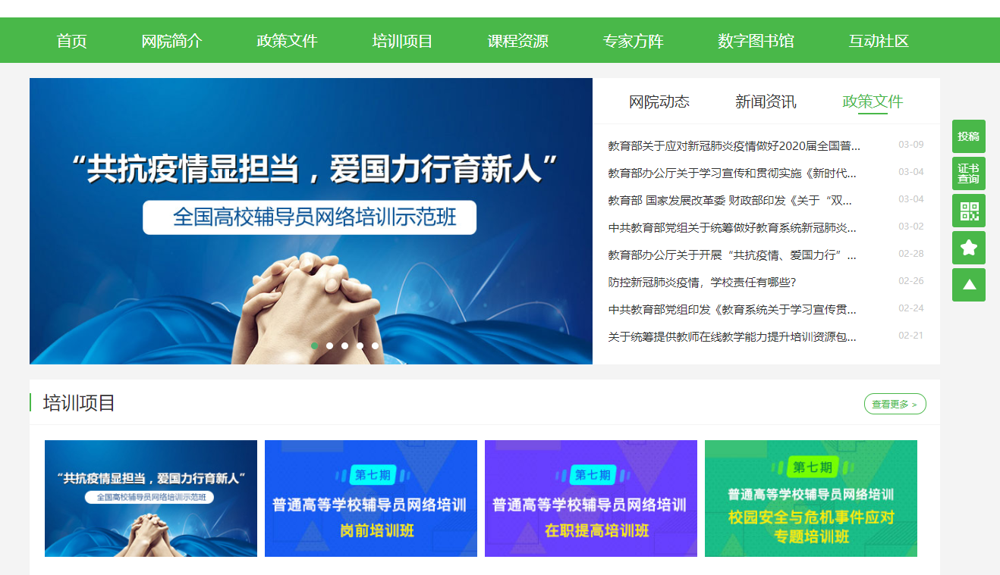 首页 网院简介 政策文件 培训项目 课程资源 专家方阵 数字图书馆 互动社区
“共抗疫情显担当，爱国力行育新人”
全国高校辅导员网络培训示范班
网院动态 新闻资讯 政策文件
教育部关于应对新冠肺炎疫情做好2020届全国普... 03-09
教育部办公厅关于学习宣传和贯彻实施《新时代... 03-04
教育部 国家发展改革委 财政部印发《关于“双... 03-04
中共教育部党组关于统筹做好教育系统新冠肺炎... 03-02
教育部办公厅关于开展“共抗疫情、爱国力行”... 02-28
防控新冠肺炎疫情，学校责任有哪些？ 02-26
中共教育部党组印发《教育系统关于学习宣传贯... 02-24
关于统筹提供教师在线教学能力提升培训资源包... 02-21
投稿
证书
查询
培训项目
查看更多 >
“共抗疫情显担当，爱国力行育新人”
全国高校辅导员网络培训示范班
第七期
普通高等学校辅导员网络培训
岗前培训班
第七期
普通高等学校辅导员网络培训
在职提高培训班
第七期
普通高等学校辅导员网络培训
校园安全与危机事件应对
专题培训班